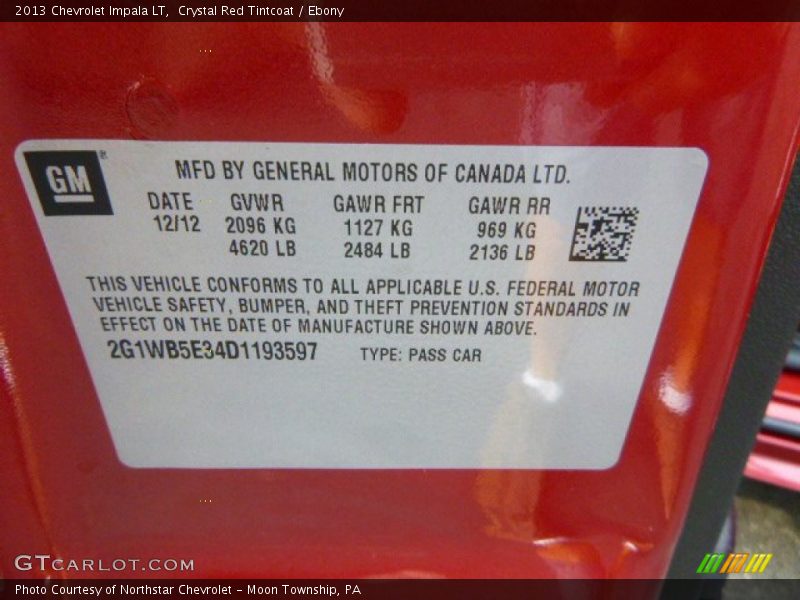 2013 Chevrolet Impala LT,  Crystal Red Tintcoat / Ebony
GM
MFD BY GENERAL MOTORS OF CANADA LTD.
DATE GVWR GAWR FRT GAWR RR
12/12 2096 KG 1127 KG 969 KG
4620 LB 2484 LB 2136 LB
THIS VEHICLE CONFORMS TO ALL APPLICABLE U.S. FEDERAL MOTOR
VEHICLE SAFETY, BUMPER, AND THEFT PREVENTION STANDARDS IN
EFFECT ON THE DATE OF MANUFACTURE SHOWN ABOVE.
2G1WB5E34D1193597 TYPE: PASS CAR
GTCARLOT.COM
Photo Courtesy of Northstar Chevrolet – Moon Township, PA